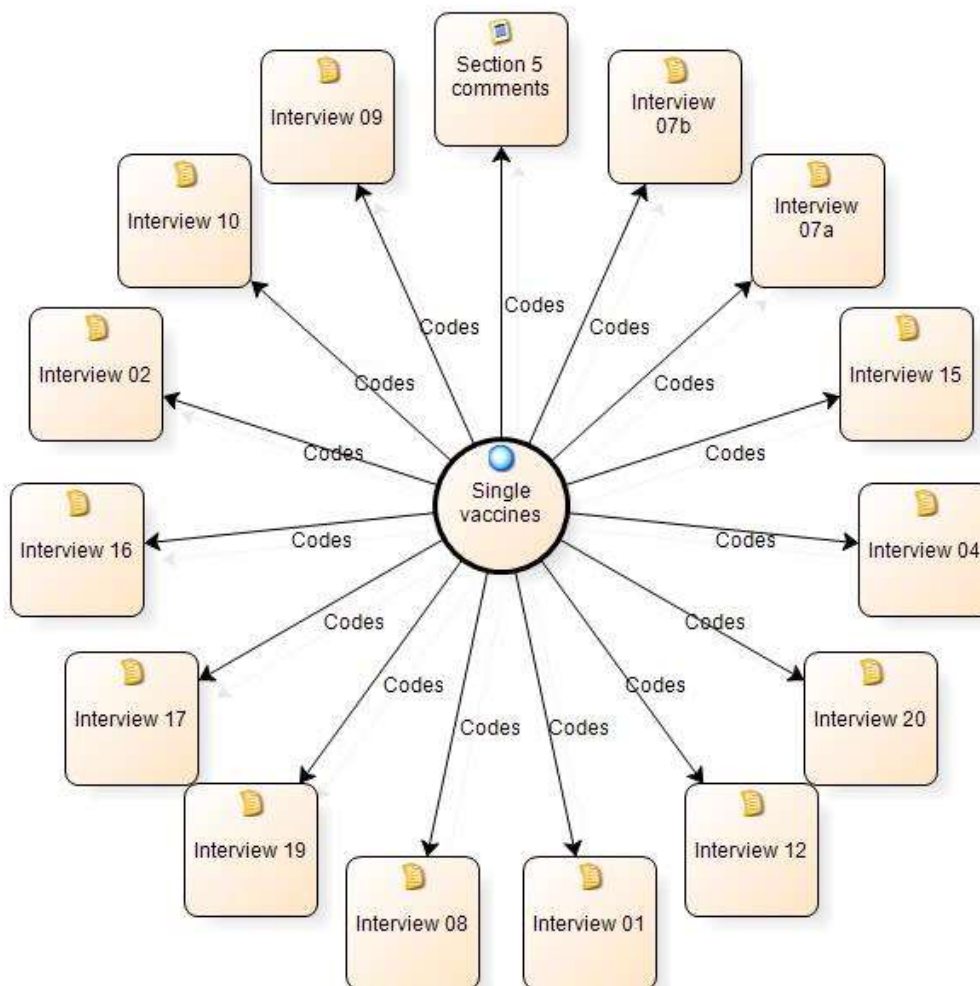 Section 5
comments
Interview 09
Interview
07b
Interview 10
Interview
07a
Codes
Codes
Codes
Interview 02
Interview 15
Codes
Codes
Codes
Codes
Single
vaccines
Interview 16
Codes
Codes
Interview 04
Codes
Codes
Codes
Codes
Interview 17
Interview 20
Codes
Codes
Interview 19
Interview 12
Interview 08
Interview 01